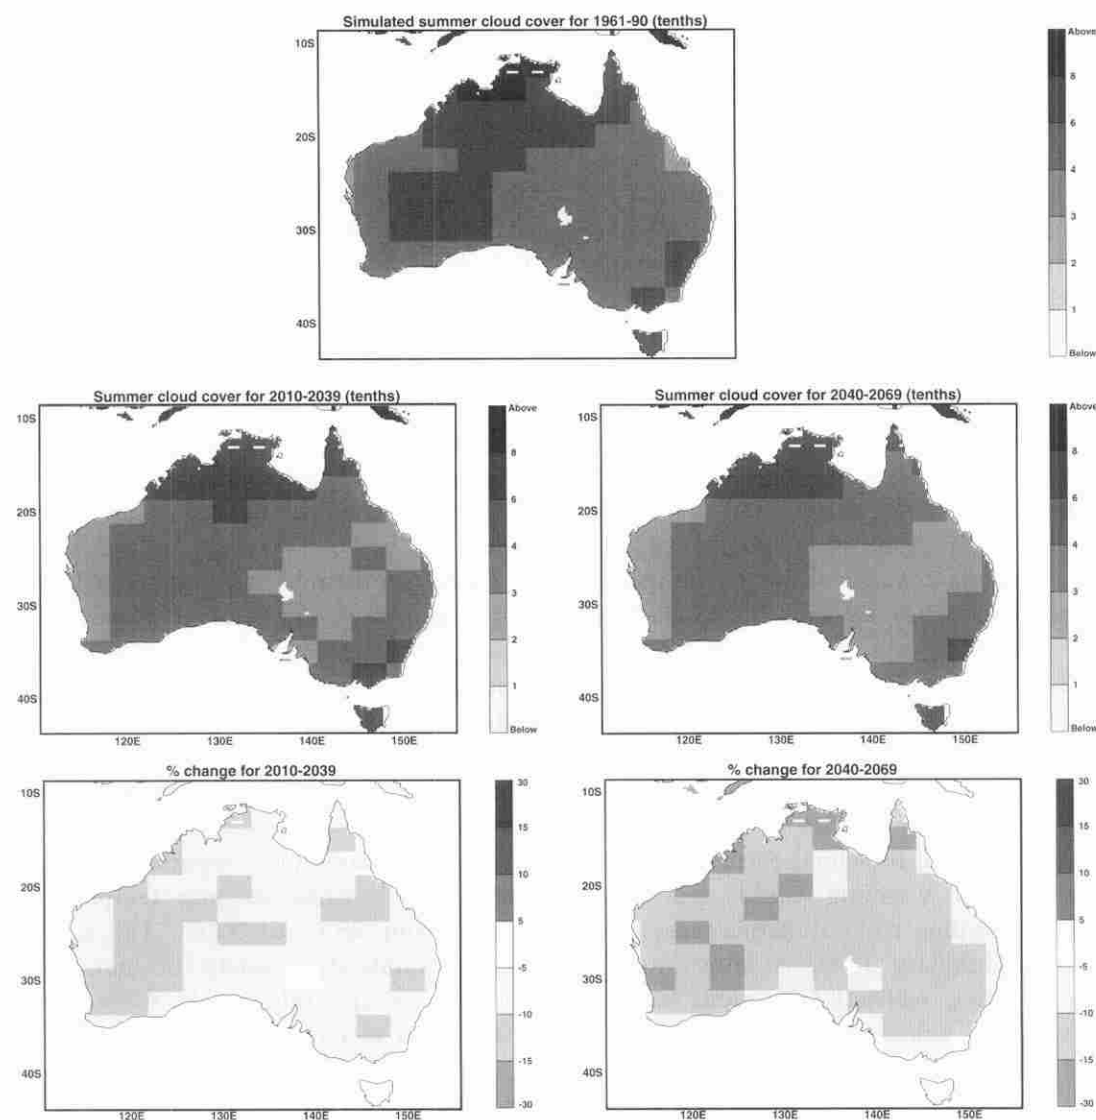 Simulated summer cloud cover for 1961-90 (tenths)
10S
20S
30S
40S
Above
8
6
4
3
2
1
Below
Summer cloud cover for 2010-2039 (tenths)
10S
20S
30S
40S
120E 130E 140E 150E
Above
8
6
4
3
2
1
Below
Summer cloud cover for 2040-2069 (tenths)
10S
20S
30S
40S
120E 130E 140E 150E
Above
8
6
4
3
2
1
Below
% change for 2010-2039
10S
20S
30S
40S
120E 130E 140E 150E
30
15
10
5
-5
-10
-15
-30
% change for 2040-2069
10S
20S
30S
40S
120E 130E 140E 150E
30
15
10
5
-5
-10
-15
-30